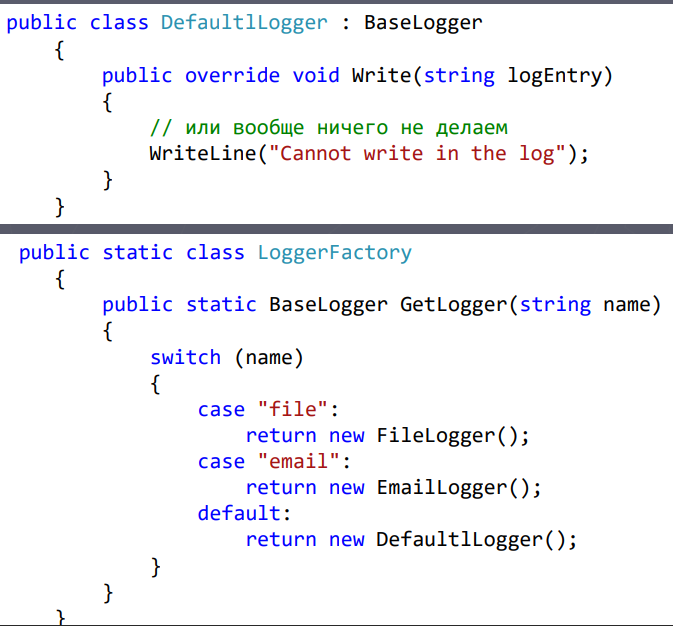 public class DefaultlLogger : BaseLogger
{
public override void Write(string logEntry)
{
// или вообще ничего не делаем
WriteLine("Cannot write in the log");
}
}
public static class LoggerFactory
{
public static BaseLogger GetLogger(string name)
{
switch (name)
{
case "file":
return new FileLogger();
case "email":
return new EmailLogger();
default:
return new DefaultlLogger();
}
}
}